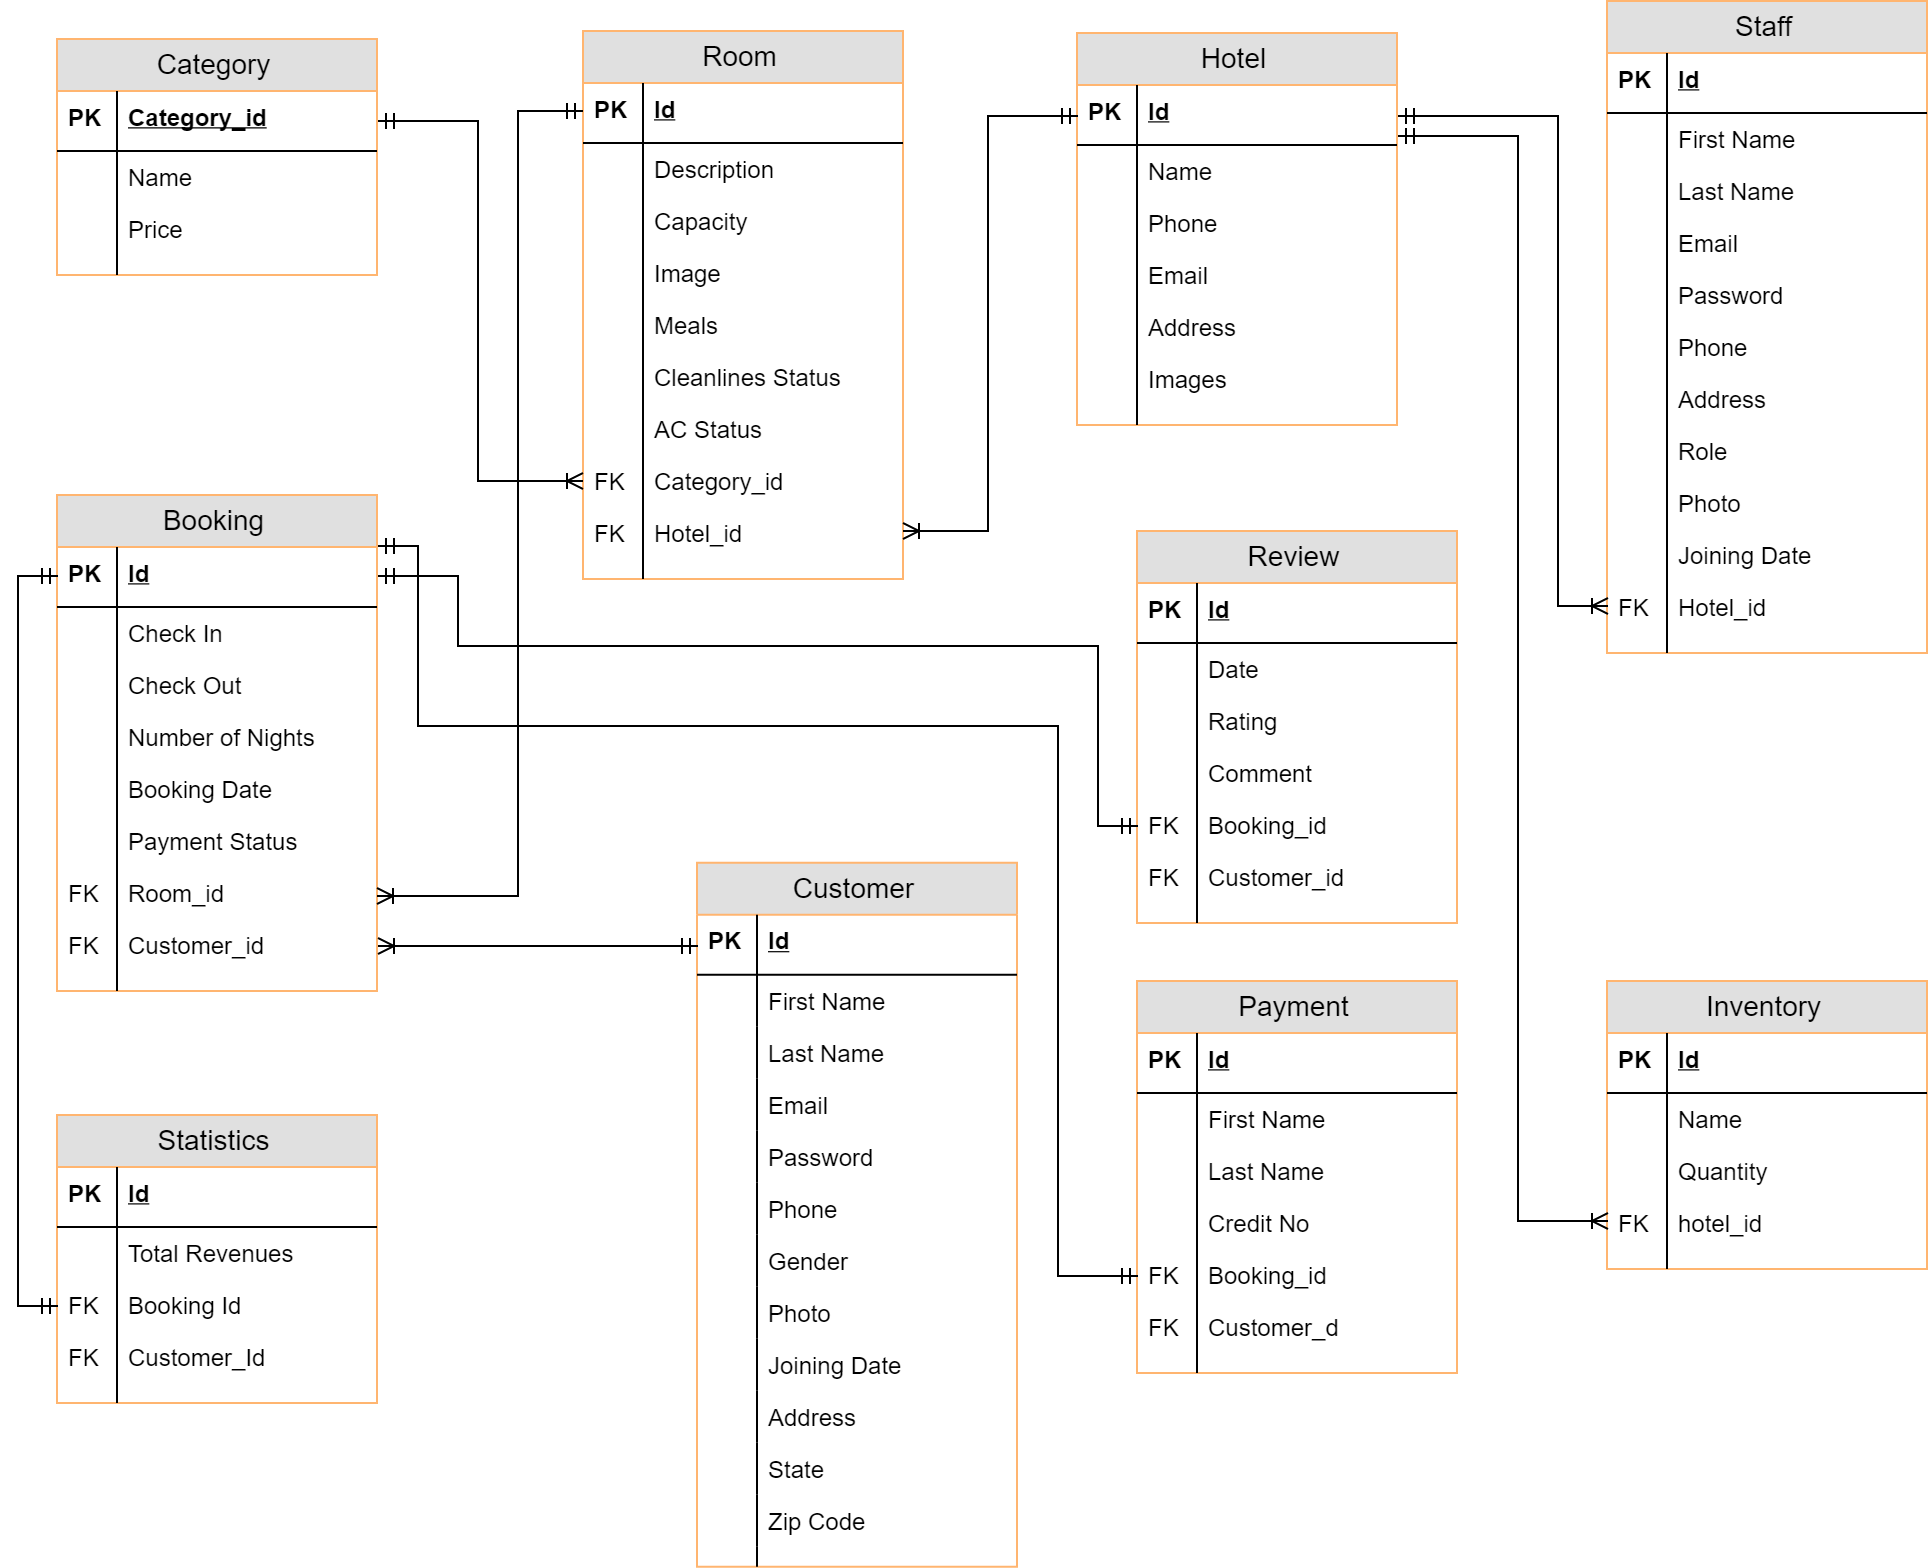 Category
PK Category_id
Name
Price
Room
PK Id
Description
Capacity
Image
Meals
Cleanlines Status
AC Status
FK Category_id
FK Hotel_id
Hotel
PK Id
Name
Phone
Email
Address
Images
Staff
PK Id
First Name
Last Name
Email
Password
Phone
Address
Role
Photo
Joining Date
FK Hotel_id
Booking
PK Id
Check In
Check Out
Number of Nights
Booking Date
Payment Status
FK Room_id
FK Customer_id
Review
PK Id
Date
Rating
Comment
FK Booking_id
FK Customer_id
Customer
PK Id
First Name
Last Name
Email
Password
Phone
Gender
Photo
Joining Date
Address
State
Zip Code
Payment
PK Id
First Name
Last Name
Credit No
FK Booking_id
FK Customer_d
Inventory
PK Id
Name
Quantity
FK hotel_id
Statistics
PK Id
Total Revenues
FK Booking Id
FK Customer_Id